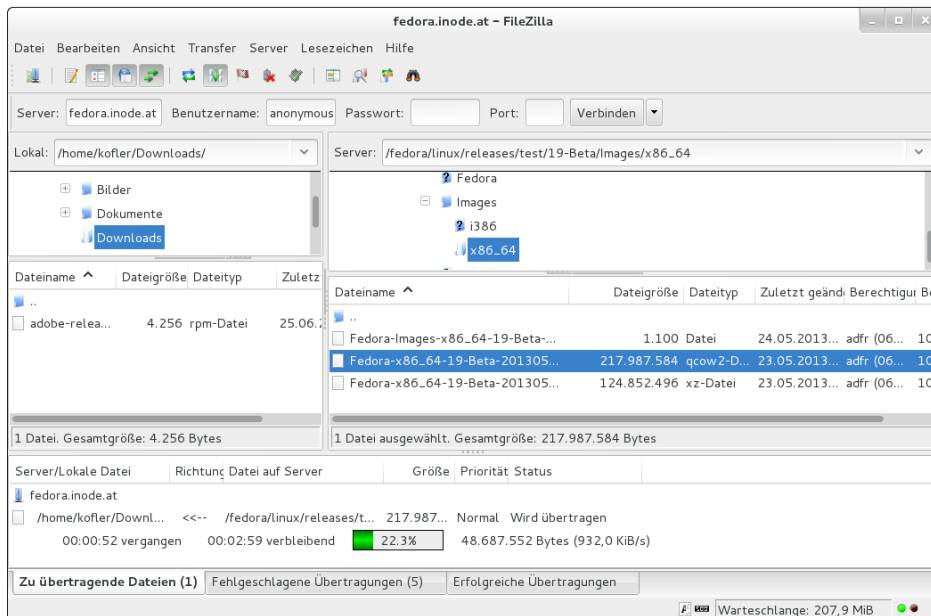 fedora.inode.at – FileZilla
Datei Bearbeiten Ansicht Transfer Server Lesezeichen Hilfe
Server: fedora.inode.at Benutzername: anonymous Passwort: Port: Verbinden
Lokal: /home/kofler/Downloads/
Bilder
Dokumente
Downloads
Server: /fedora/linux/releases/test/19-Beta/Images/x86_64
Fedora
Images
i386
x86_64
Dateiname Dateigröße Dateityp Zuletz
..
adobe-relea... 4.256 rpm-Datei 25.06.
1 Datei. Gesamtgröße: 4.256 Bytes
Dateiname Dateigröße Dateityp Zuletzt geänd Berechtigur Be
..
Fedora-Images-x86_64-19-Beta-... 1.100 Datei 24.05.2013... adfr (06... 10
Fedora-x86_64-19-Beta-201305... 217.987.584 qcow2-D... 23.05.2013... adfr (06... 10
Fedora-x86_64-19-Beta-201305... 124.852.496 xz-Datei 23.05.2013... adfr (06... 10
1 Datei ausgewählt. Gesamtgröße: 217.987.584 Bytes
Server/Lokale Datei Richtung Datei auf Server Größe Priorität Status
fedora.inode.at
/home/kofler/Downl... <<-- /fedora/linux/releases/t... 217.987... Normal Wird übertragen
00:00:52 vergangen 00:02:59 verbleibend 22.3% 48.687.552 Bytes (932,0 KiB/s)
Zu übertragende Dateien (1) Fehlgeschlagene Übertragungen (5) Erfolgreiche Übertragungen
Warteschlange: 207,9 MiB